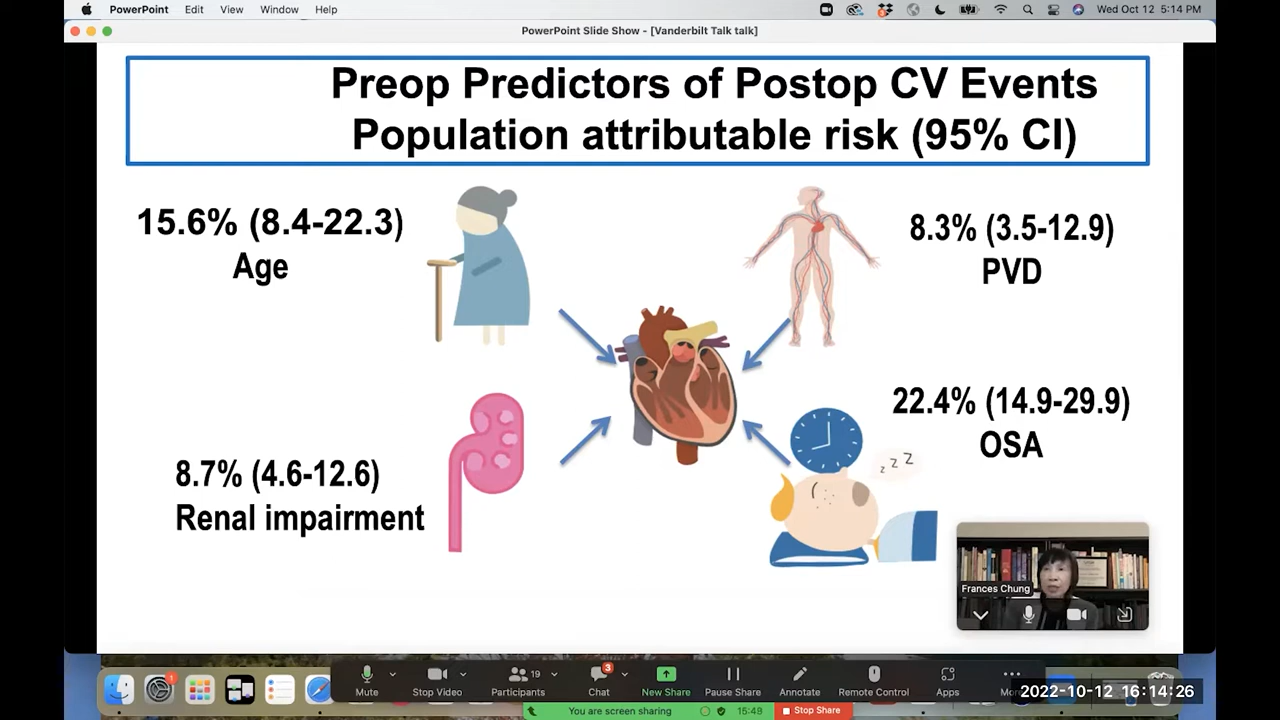 PowerPoint Edit View Window Help
Wed Oct 12 5:14 PM
PowerPoint Slide Show - [Vanderbilt Talk talk]
Preop Predictors of Postop CV Events
Population attributable risk (95% CI)
15.6% (8.4-22.3)
Age
8.3% (3.5-12.9)
PVD
22.4% (14.9-29.9)
OSA
z z z
8.7% (4.6-12.6)
Renal impairment
Frances Chung
1
3
19
Mute Stop Video Participants Chat New Share Pause Share Annotate Remote Control Apps
2022-10-12 16:14:26
You are screen sharing
15:49
Stop Share